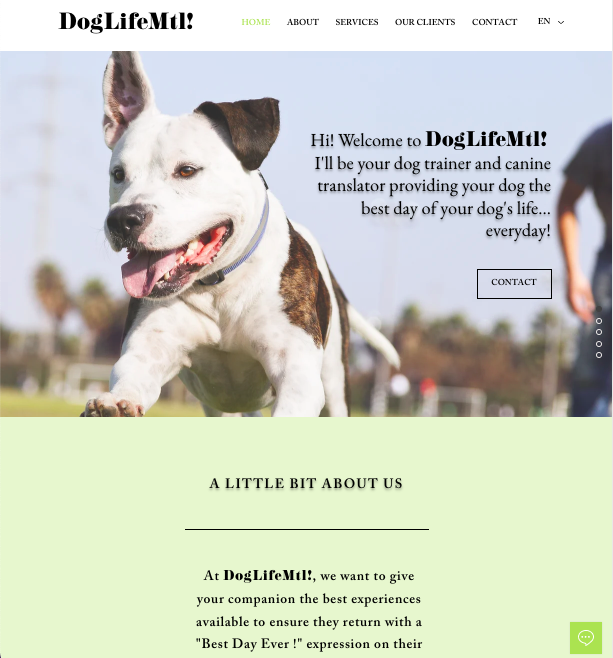 DogLifeMtl!
HOME ABOUT SERVICES OUR CLIENTS CONTACT EN
Hi! Welcome to DogLifeMtl!
I'll be your dog trainer and canine
translator providing your dog the
best day of your dog's life...
everyday!
CONTACT
A LITTLE BIT ABOUT US
At DogLifeMtl!, we want to give
your companion the best experiences
available to ensure they return with a
"Best Day Ever !" expression on their